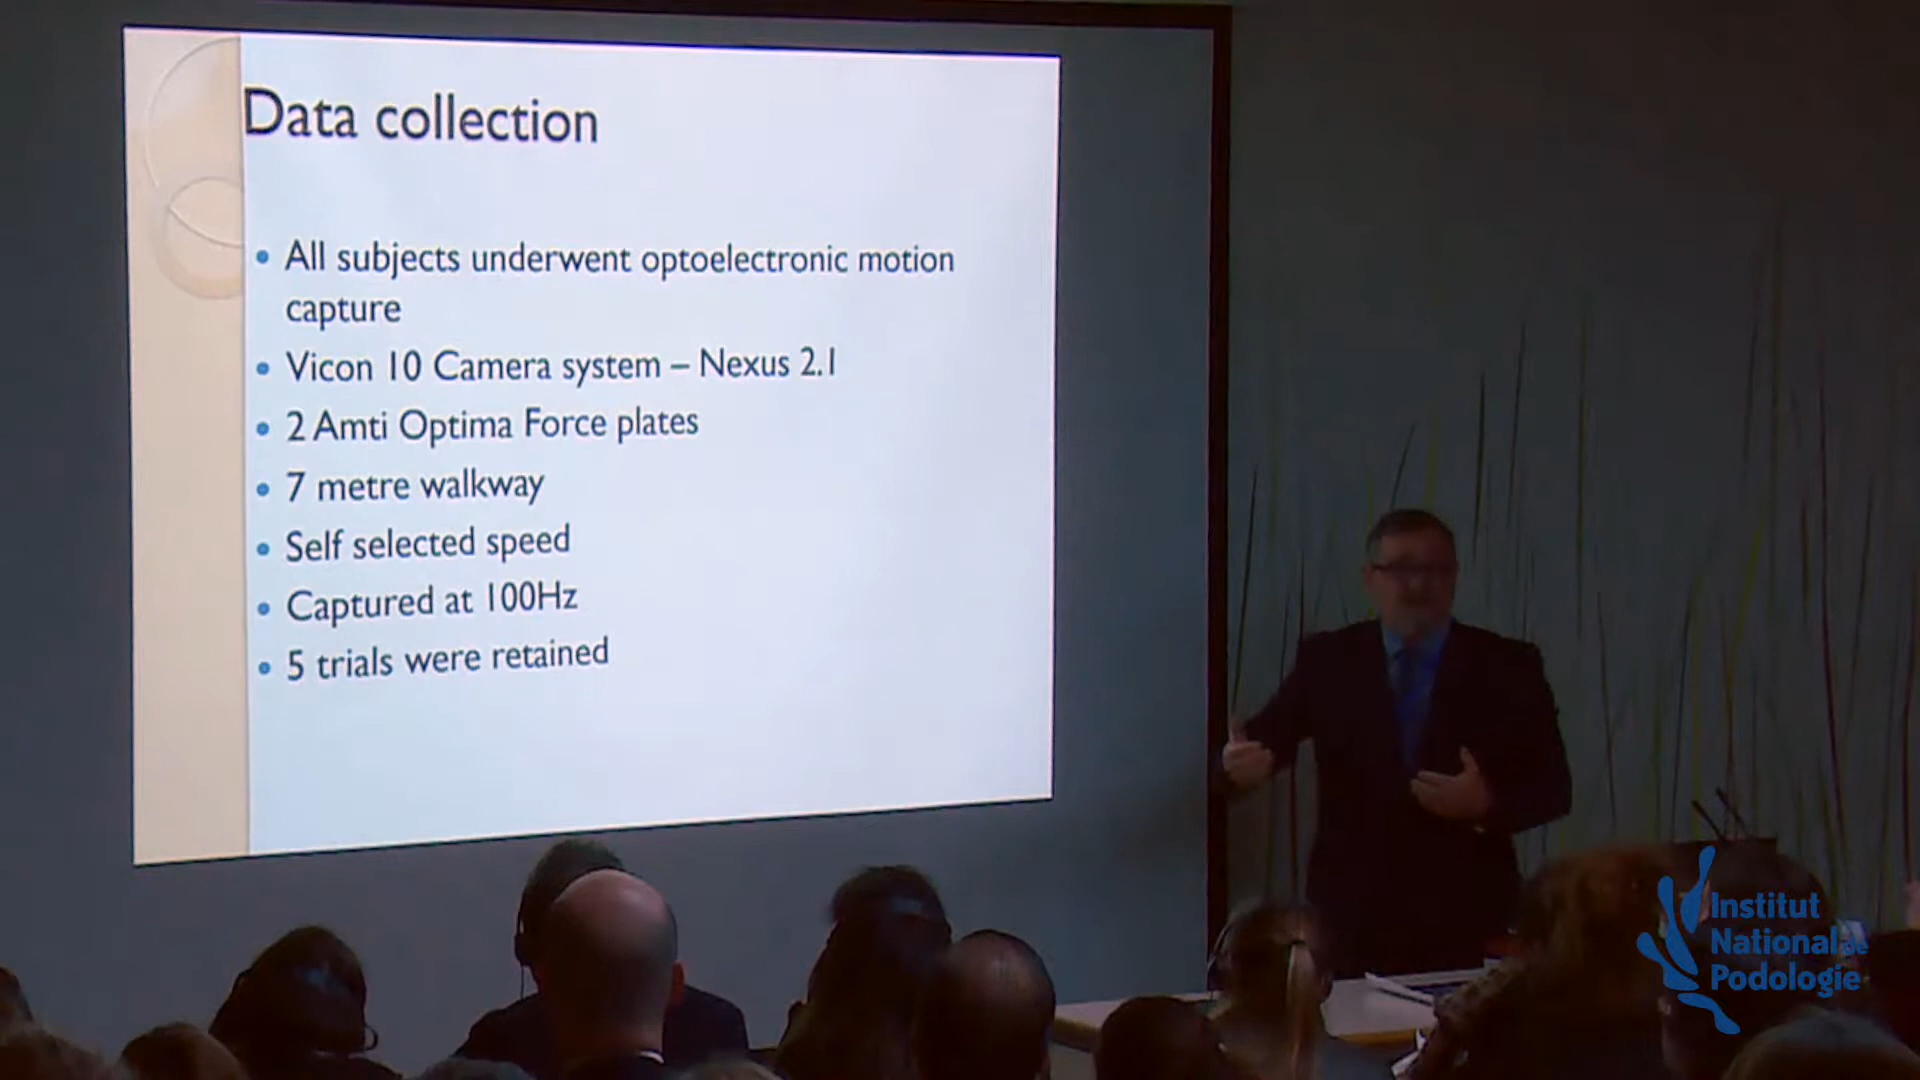 Data collection
• All subjects underwent optoelectronic motion
capture
• Vicon 10 Camera system – Nexus 2.1
• 2 Amti Optima Force plates
• 7 metre walkway
• Self selected speed
• Captured at 100Hz
• 5 trials were retained
Institut
National de
Podologie